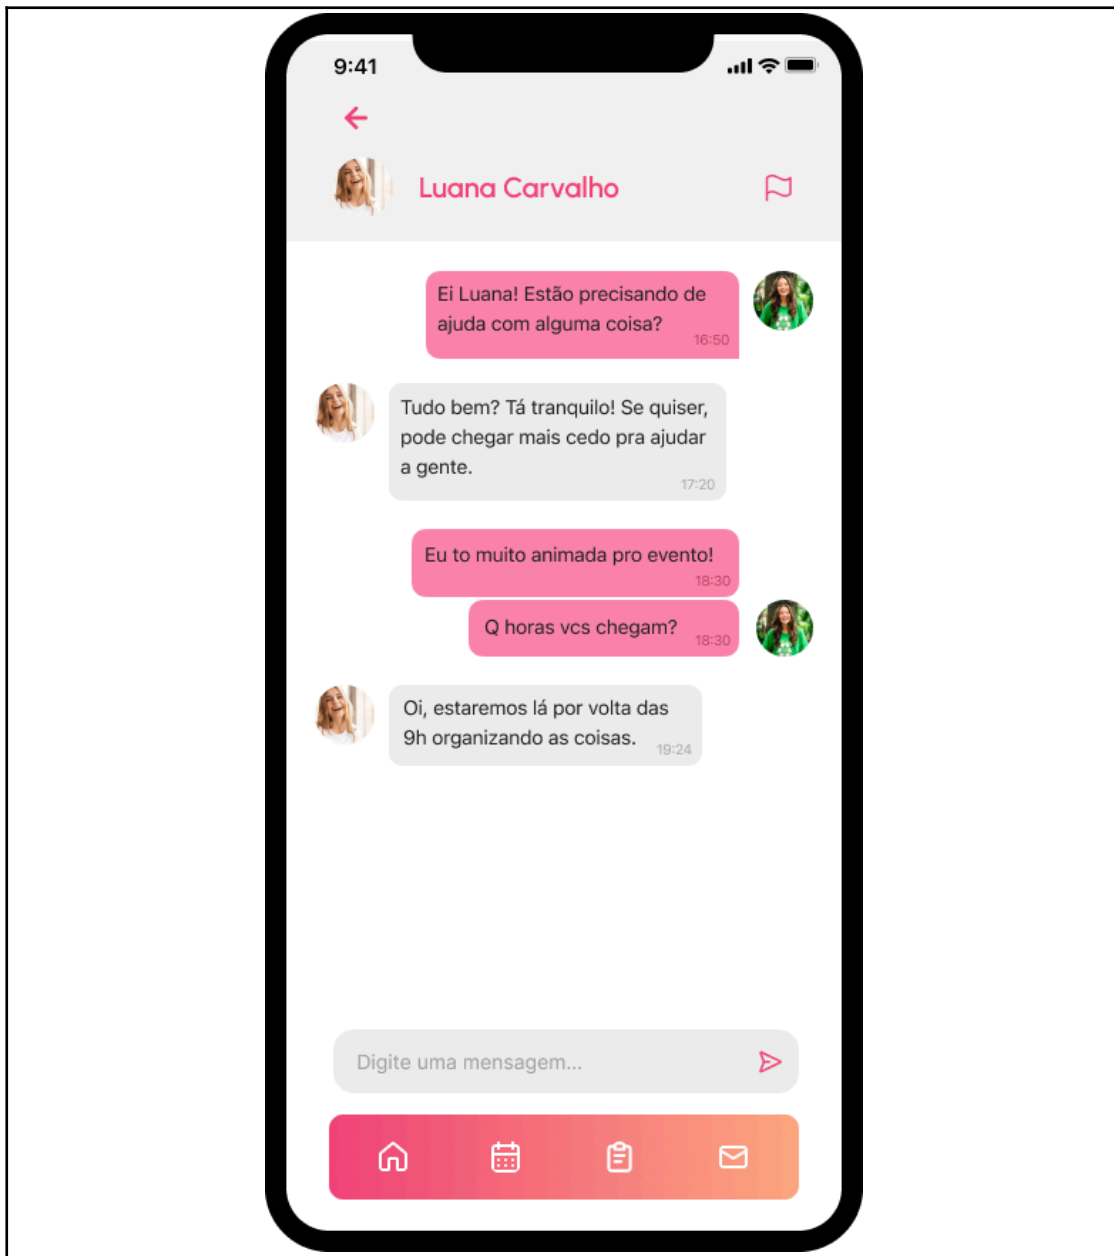 9:41
Luana Carvalho
Ei Luana! Estão precisando de
ajuda com alguma coisa?
16:50
Tudo bem? Tá tranquilo! Se quiser,
pode chegar mais cedo pra ajudar
a gente.
17:20
Eu to muito animada pro evento!
18:30
Q horas vcs chegam?
18:30
Oi, estaremos lá por volta das
9h organizando as coisas.
19:24
Digite uma mensagem...